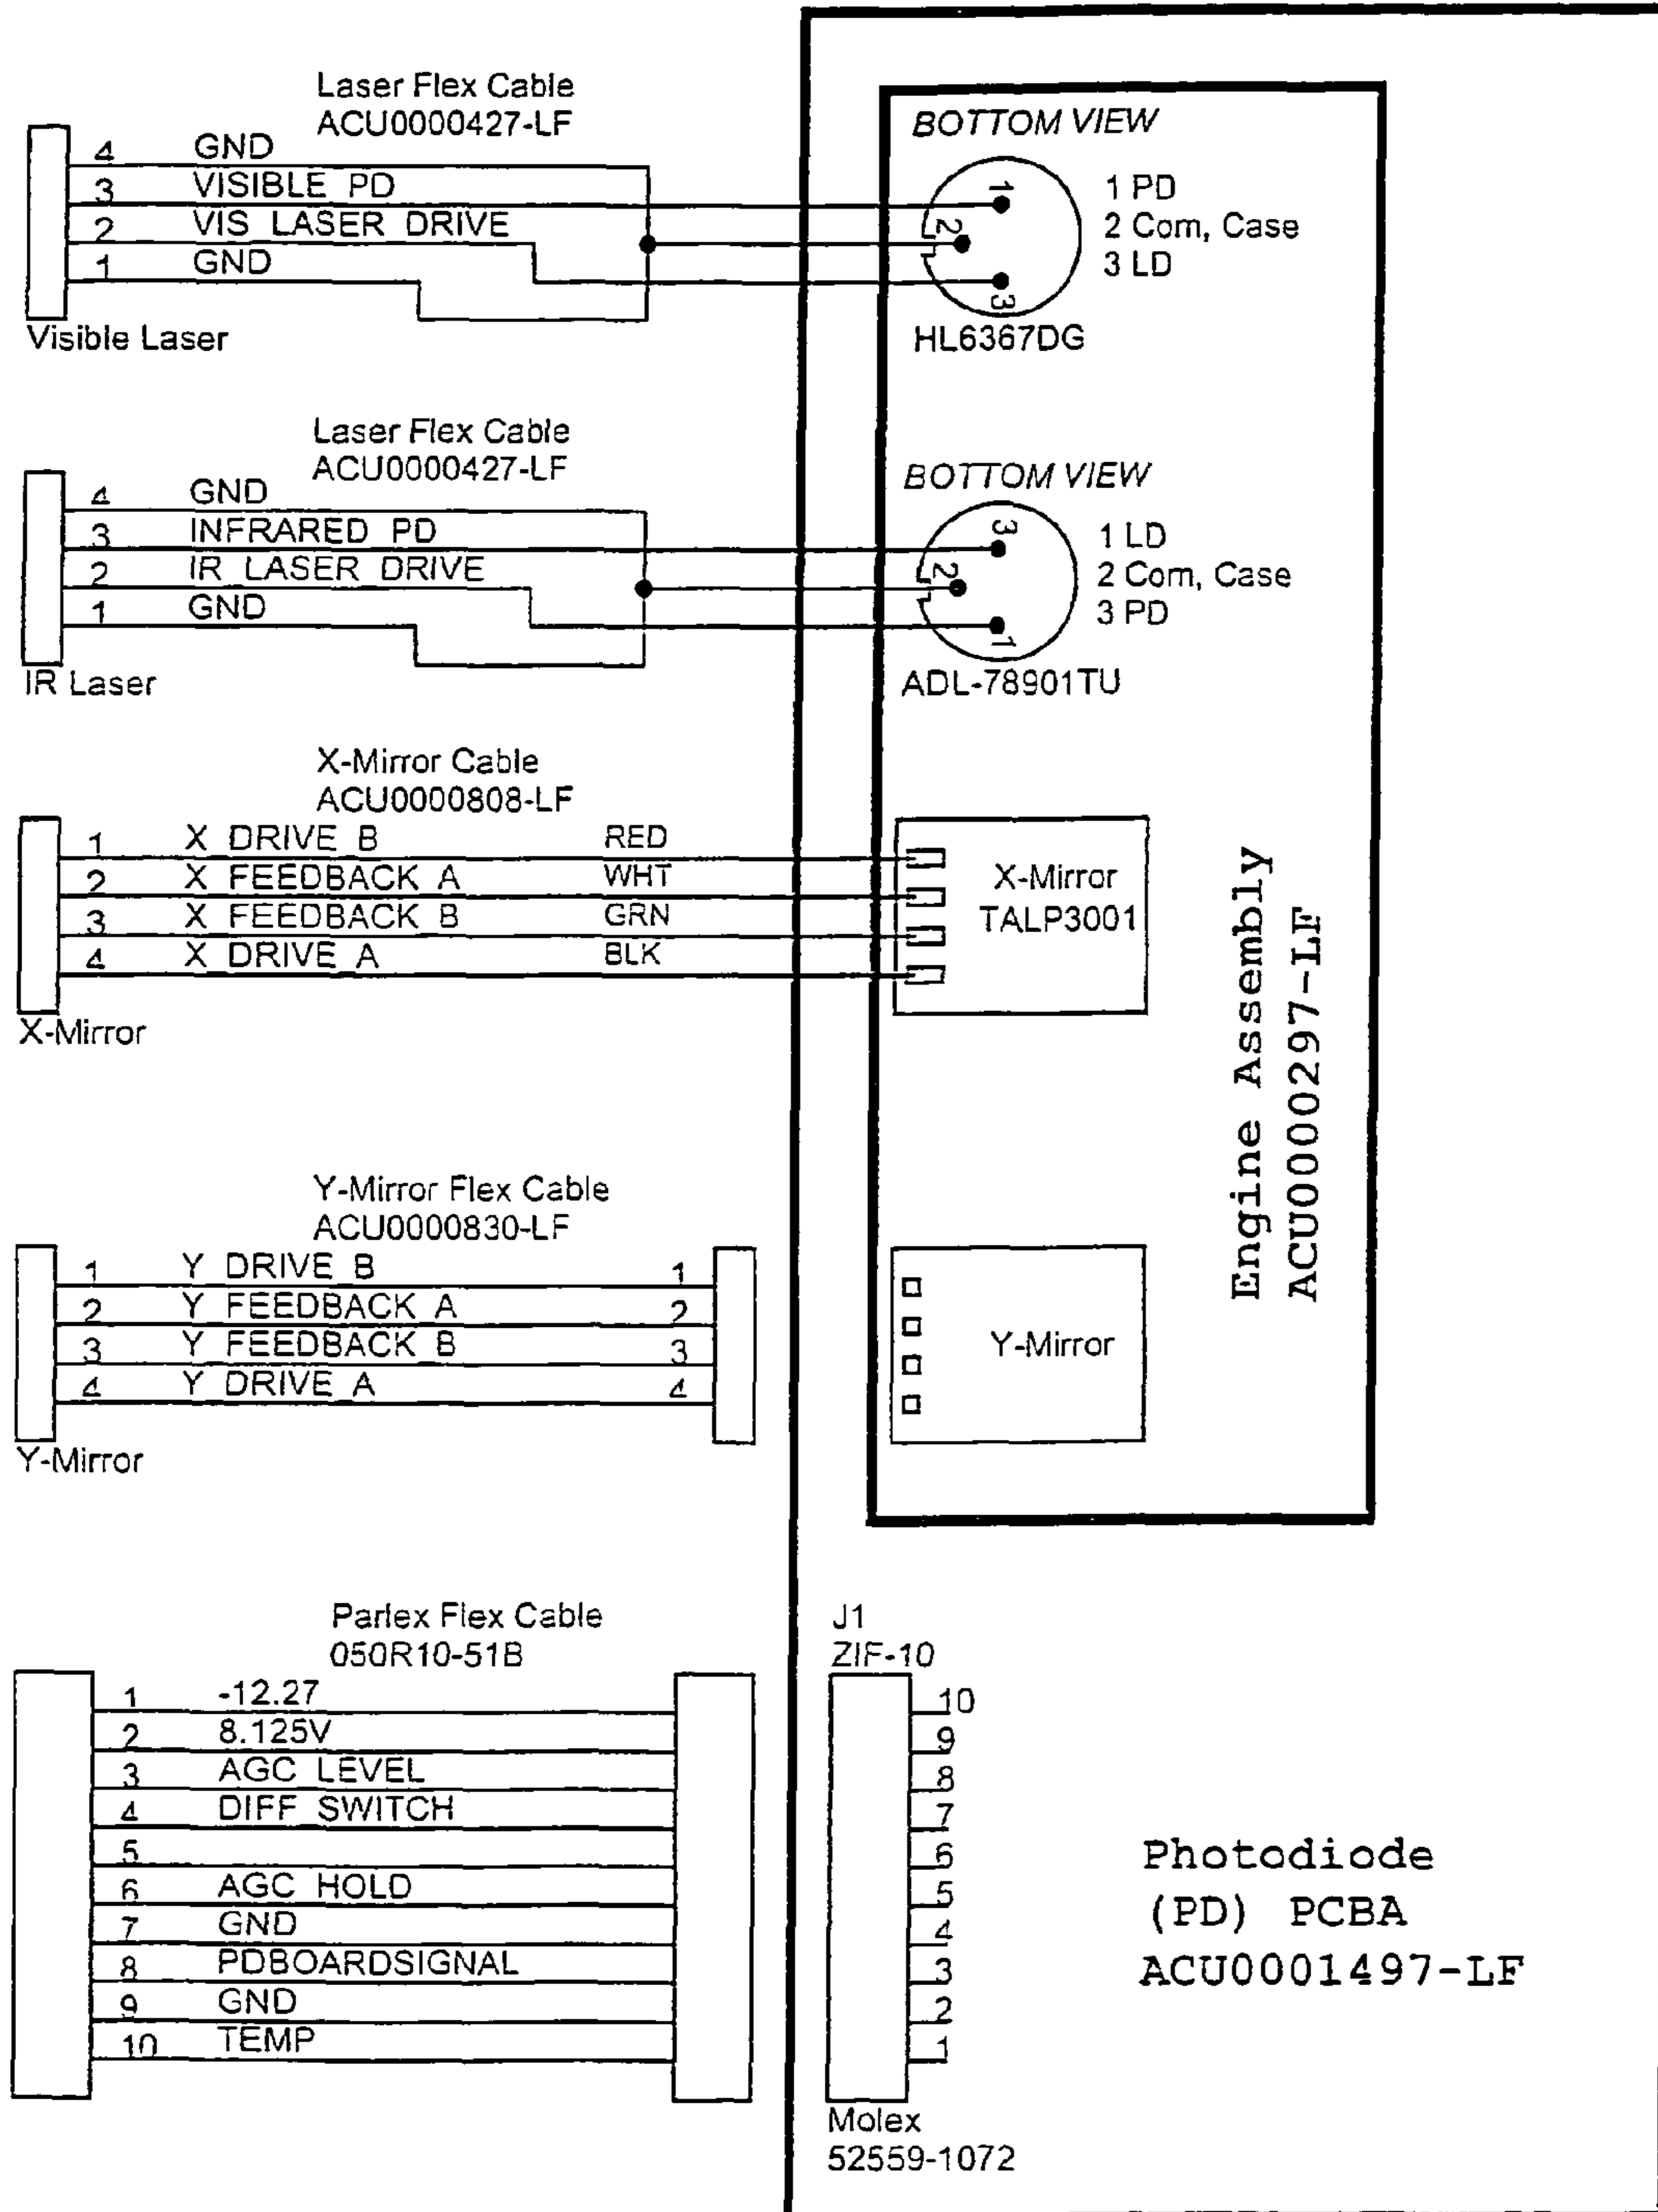 Laser Flex Cable
ACU0000427-LF
4 GND
3 VISIBLE PD
2 VIS LASER DRIVE
1 GND
Visible Laser
BOTTOM VIEW
1
2
3
1 PD
2 Com, Case
3 LD
HL6367DG
Laser Flex Cable
ACU0000427-LF
4 GND
3 INFRARED PD
2 IR LASER DRIVE
1 GND
IR Laser
BOTTOM VIEW
3
2
1
1 LD
2 Com, Case
3 PD
ADL-78901TU
X-Mirror Cable
ACU0000808-LF
1 X DRIVE B RED
2 X FEEDBACK A WHT
3 X FEEDBACK B GRN
4 X DRIVE A BLK
X-Mirror
X-Mirror
TALP3001
Engine Assembly
ACU0000297-LF
Y-Mirror Flex Cable
ACU0000830-LF
1 Y DRIVE B 1
2 Y FEEDBACK A 2
3 Y FEEDBACK B 3
4 Y DRIVE A 4
Y-Mirror
Y-Mirror
Parlex Flex Cable
050R10-51B
1 -12.27
2 8.125V
3 AGC LEVEL
4 DIFF SWITCH
5
6 AGC HOLD
7 GND
8 PDBOARDSIGNAL
9 GND
10 TEMP
J1
ZIF-10
10
9
8
7
6
5
4
3
2
1
Molex
52559-1072
Photodiode
(PD) PCBA
ACU0001497-LF